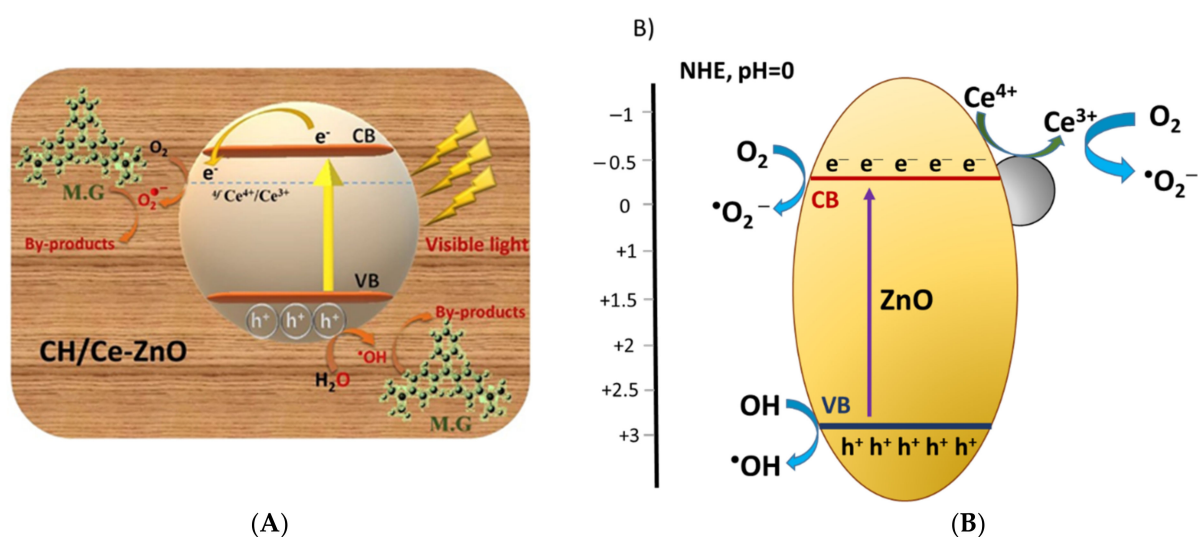 O₂
e⁻
CB
M.G
O₂•⁻
e⁻
4f Ce⁴⁺/Ce³⁺
By-products
Visible light
VB
h⁺ h⁺ h⁺
By-products
CH/Ce-ZnO
•OH
H₂O
M.G
(A)
B)
NHE, pH=0
−1
−0.5
0
+1
+1.5
+2
+2.5
+3
Ce⁴⁺
Ce³⁺
O₂
O₂
e⁻ e⁻ e⁻ e⁻ e⁻
•O₂⁻
CB
•O₂⁻
ZnO
OH
VB
h⁺ h⁺ h⁺ h⁺ h⁺
•OH
(B)